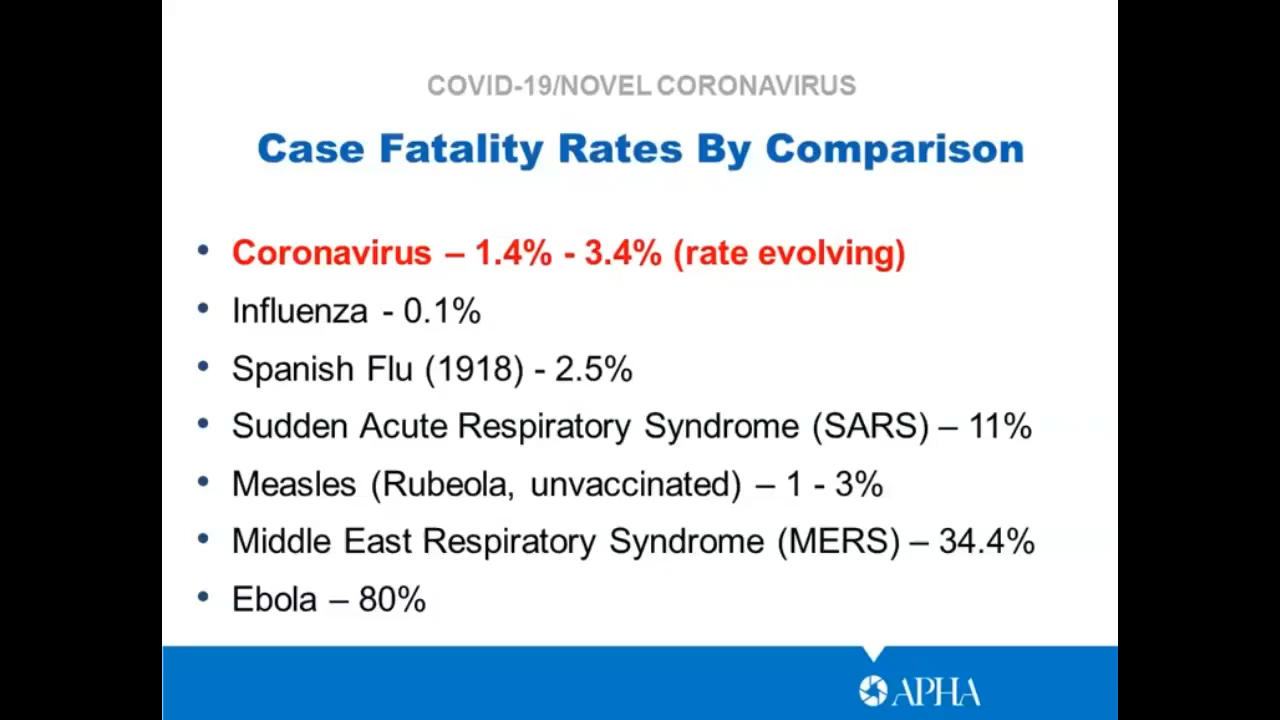 COVID-19/NOVEL CORONAVIRUS
Case Fatality Rates By Comparison
• Coronavirus – 1.4% - 3.4% (rate evolving)
• Influenza - 0.1%
• Spanish Flu (1918) - 2.5%
• Sudden Acute Respiratory Syndrome (SARS) – 11%
• Measles (Rubeola, unvaccinated) – 1 - 3%
• Middle East Respiratory Syndrome (MERS) – 34.4%
• Ebola – 80%
APHA